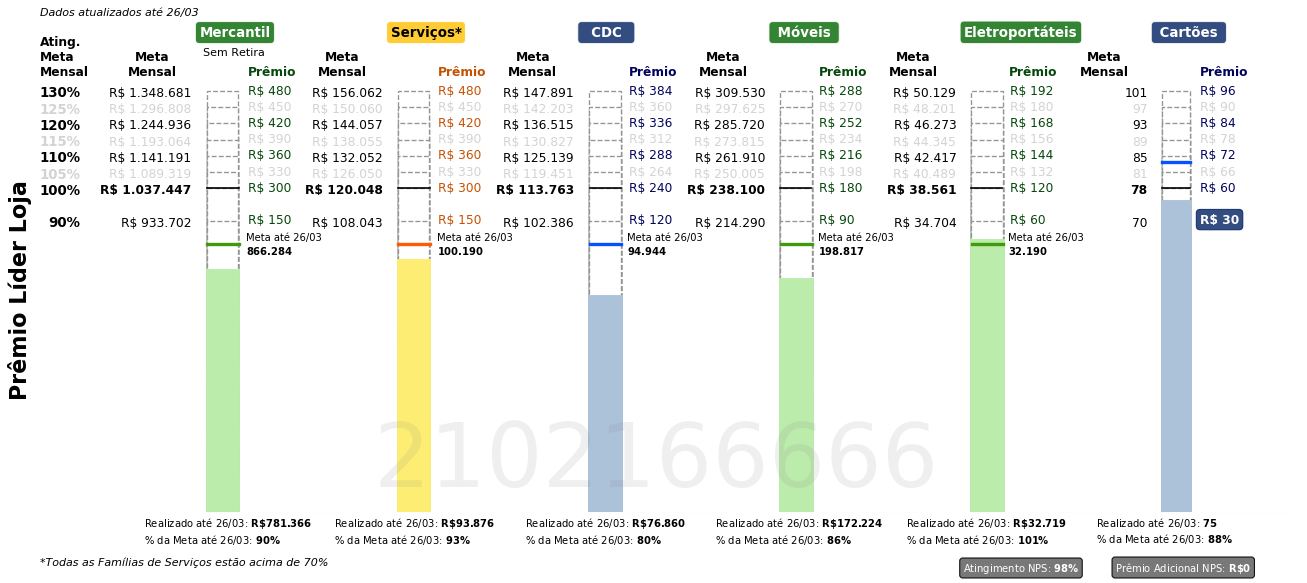 Dados atualizados até 26/03
Mercantil Serviços* CDC Móveis Eletroportáteis Cartões
Sem Retira
Ating. Meta Mensal Meta Mensal Prêmio Meta Mensal Prêmio Meta Mensal Prêmio Meta Mensal Prêmio Meta Mensal Prêmio Meta Mensal Prêmio
130% R$ 1.348.681 R$ 480 R$ 156.062 R$ 480 R$ 147.891 R$ 384 R$ 309.530 R$ 288 R$ 50.129 R$ 192 101 R$ 96
125% R$ 1.296.808 R$ 450 R$ 150.060 R$ 450 R$ 142.203 R$ 360 R$ 297.625 R$ 270 R$ 48.201 R$ 180 97 R$ 90
120% R$ 1.244.936 R$ 420 R$ 144.057 R$ 420 R$ 136.515 R$ 336 R$ 285.720 R$ 252 R$ 46.273 R$ 168 93 R$ 84
115% R$ 1.193.064 R$ 390 R$ 138.055 R$ 390 R$ 130.827 R$ 312 R$ 273.815 R$ 234 R$ 44.345 R$ 156 89 R$ 78
110% R$ 1.141.191 R$ 360 R$ 132.052 R$ 360 R$ 125.139 R$ 288 R$ 261.910 R$ 216 R$ 42.417 R$ 144 85 R$ 72
105% R$ 1.089.319 R$ 330 R$ 126.050 R$ 330 R$ 119.451 R$ 264 R$ 250.005 R$ 198 R$ 40.489 R$ 132 81 R$ 66
100% R$ 1.037.447 R$ 300 R$ 120.048 R$ 300 R$ 113.763 R$ 240 R$ 238.100 R$ 180 R$ 38.561 R$ 120 78 R$ 60
90% R$ 933.702 R$ 150 R$ 108.043 R$ 150 R$ 102.386 R$ 120 R$ 214.290 R$ 90 R$ 34.704 R$ 60 70 R$ 30
Meta até 26/03 Meta até 26/03 Meta até 26/03 Meta até 26/03 Meta até 26/03
866.284 100.190 94.944 198.817 32.190
Prêmio Líder Loja
2102166666
Realizado até 26/03: R$781.366 Realizado até 26/03: R$93.876 Realizado até 26/03: R$76.860 Realizado até 26/03: R$172.224 Realizado até 26/03: R$32.719 Realizado até 26/03: 75
% da Meta até 26/03: 90% % da Meta até 26/03: 93% % da Meta até 26/03: 80% % da Meta até 26/03: 86% % da Meta até 26/03: 101% % da Meta até 26/03: 88%
*Todas as Famílias de Serviços estão acima de 70% Atingimento NPS: 98% Prêmio Adicional NPS: R$0